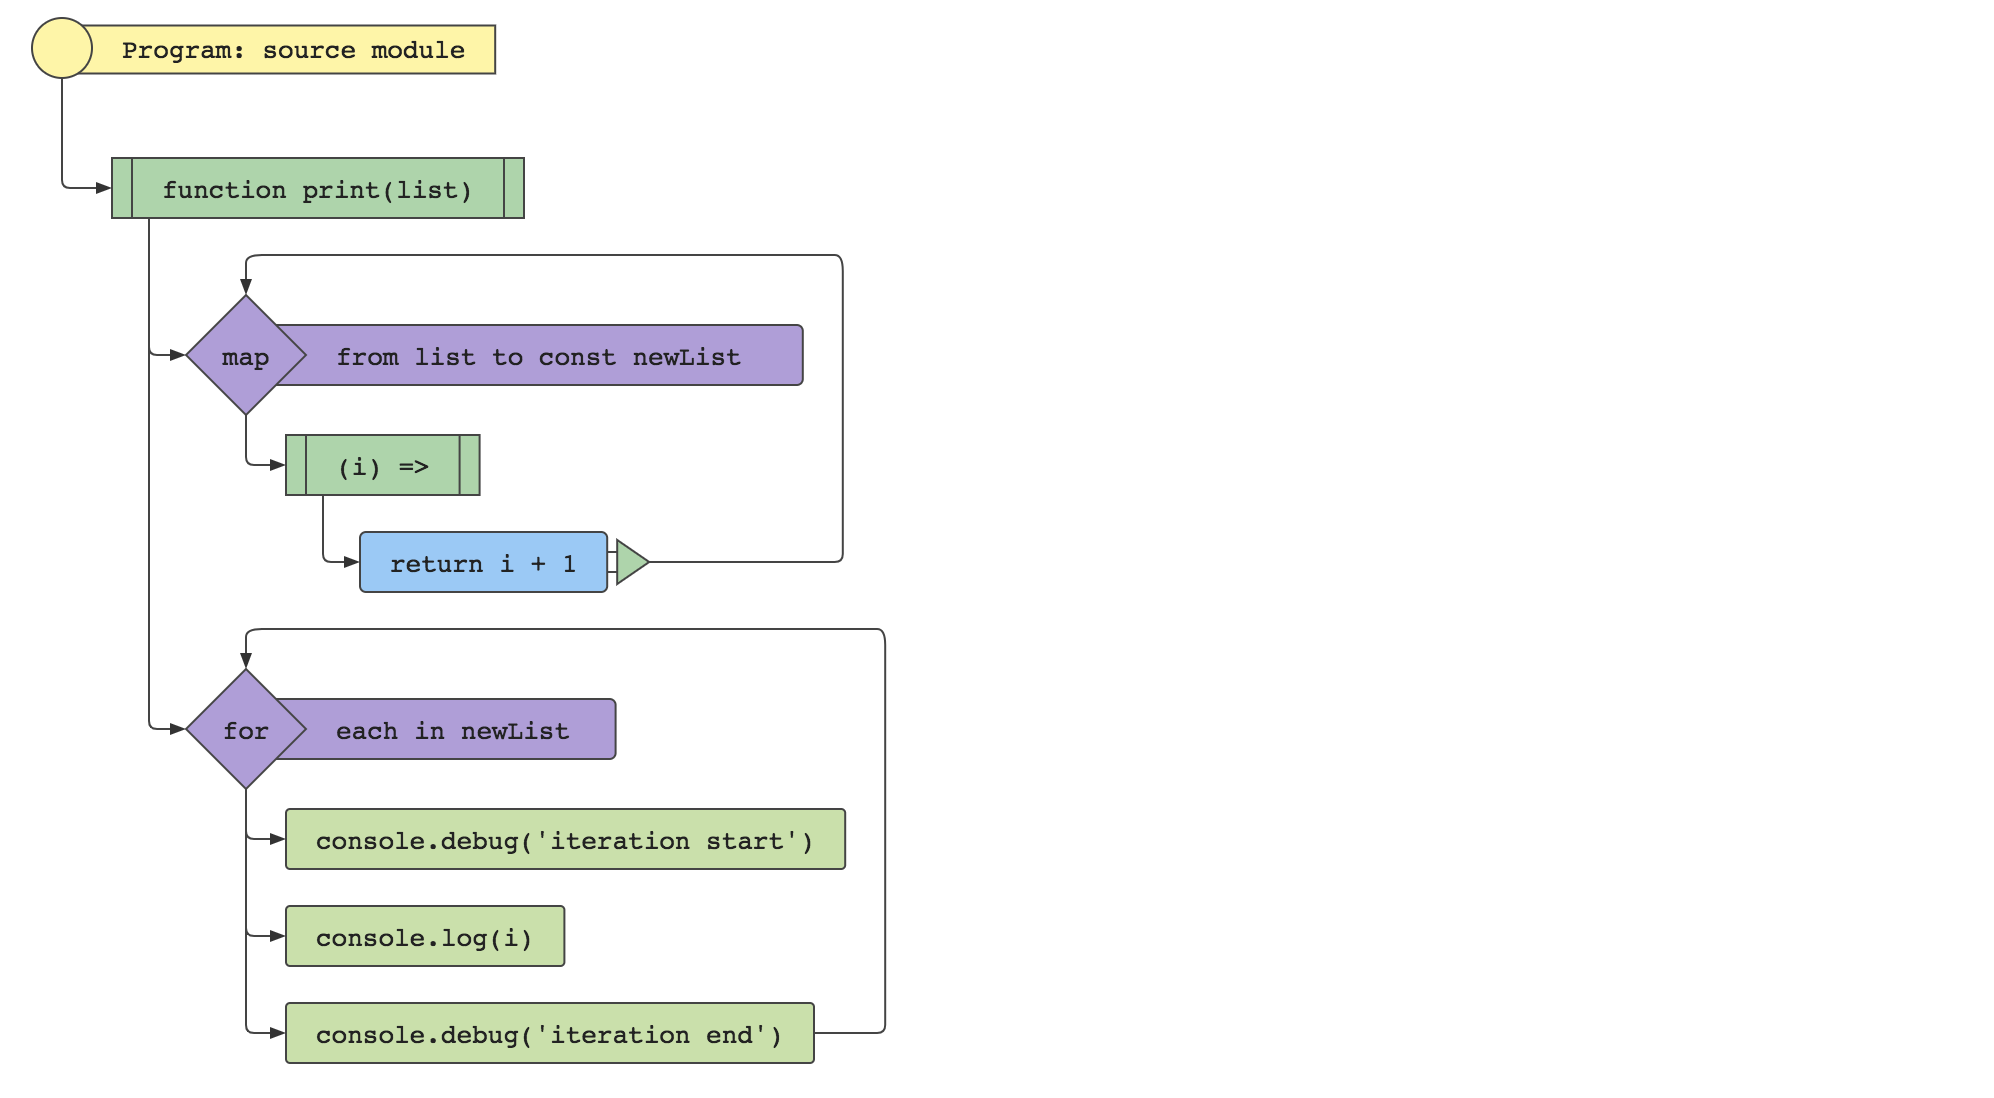 Program: source module
function print(list)
map from list to const newList
(i) =>
return i + 1
for each in newList
console.debug('iteration start')
console.log(i)
console.debug('iteration end')